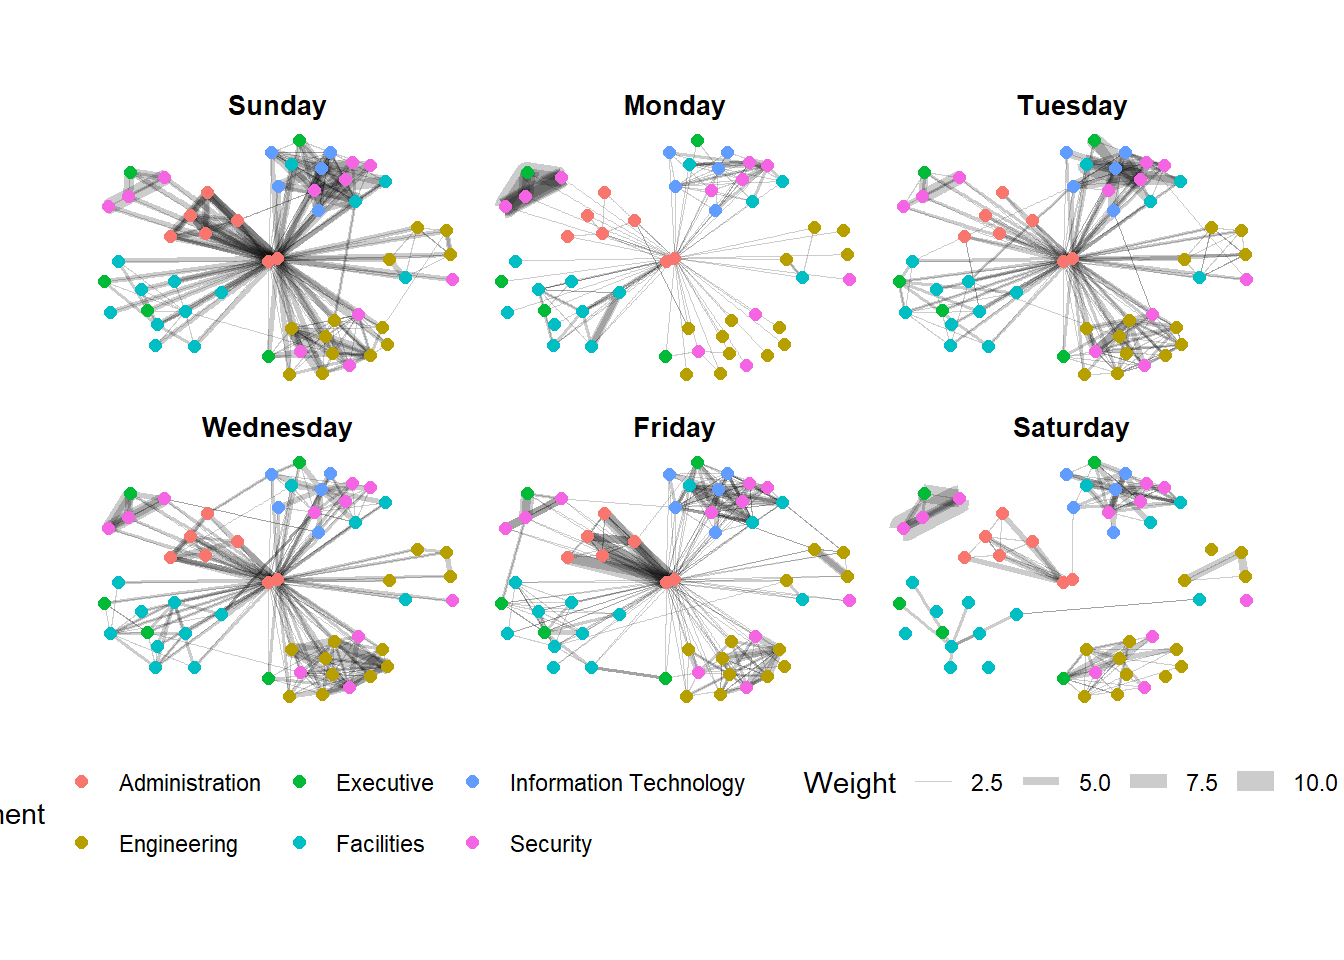 Sunday Monday Tuesday
Wednesday Friday Saturday
Administration Executive Information Technology Weight 2.5 5.0 7.5 10.0
Engineering Facilities Security